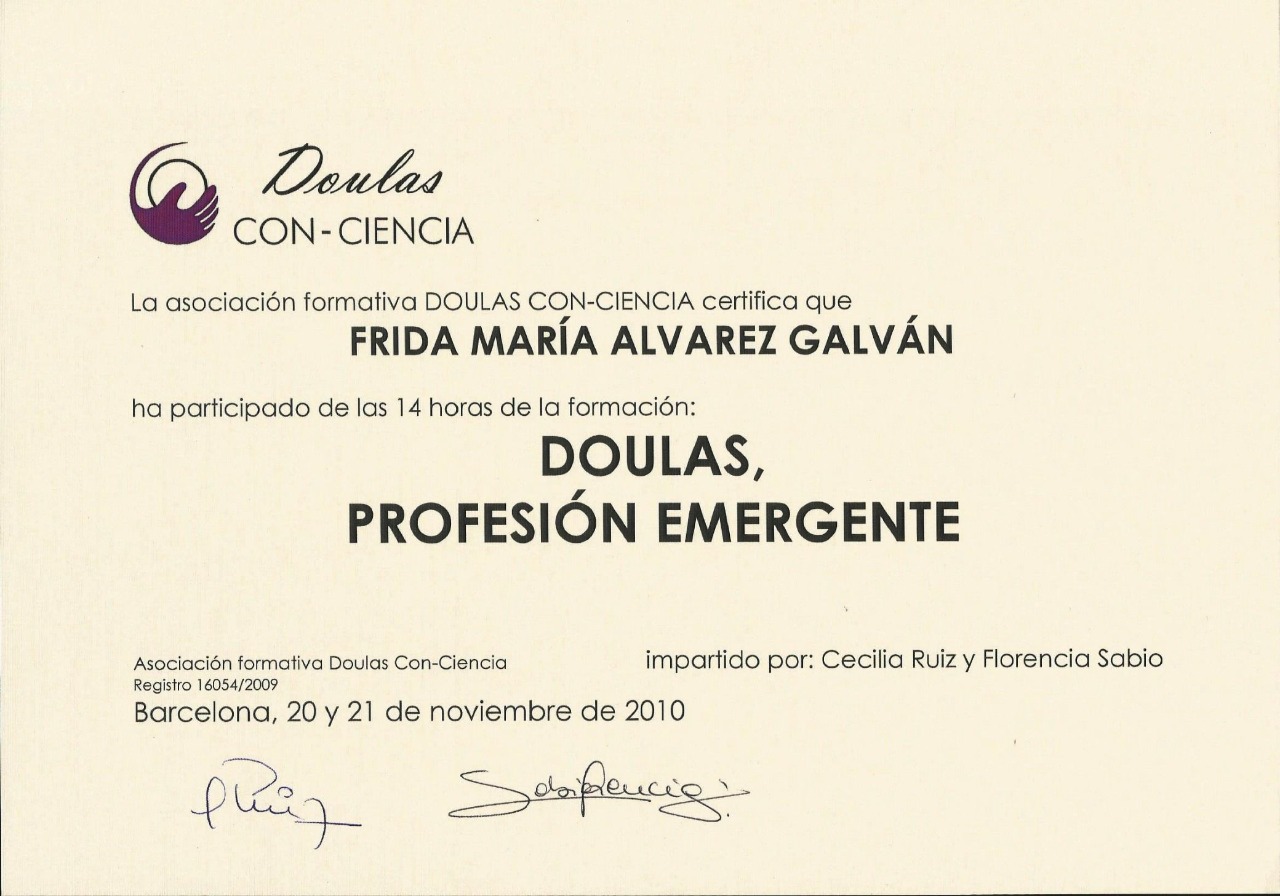 Doulas
CON-CIENCIA
La asociación formativa DOULAS CON-CIENCIA certifica que
FRIDA MARÍA ALVAREZ GALVÁN
ha participado de las 14 horas de la formación:
DOULAS,
PROFESIÓN EMERGENTE
Asociación formativa Doulas Con-Ciencia
impartido por: Cecilia Ruiz y Florencia Sabio
Registro 16054/2009
Barcelona, 20 y 21 de noviembre de 2010